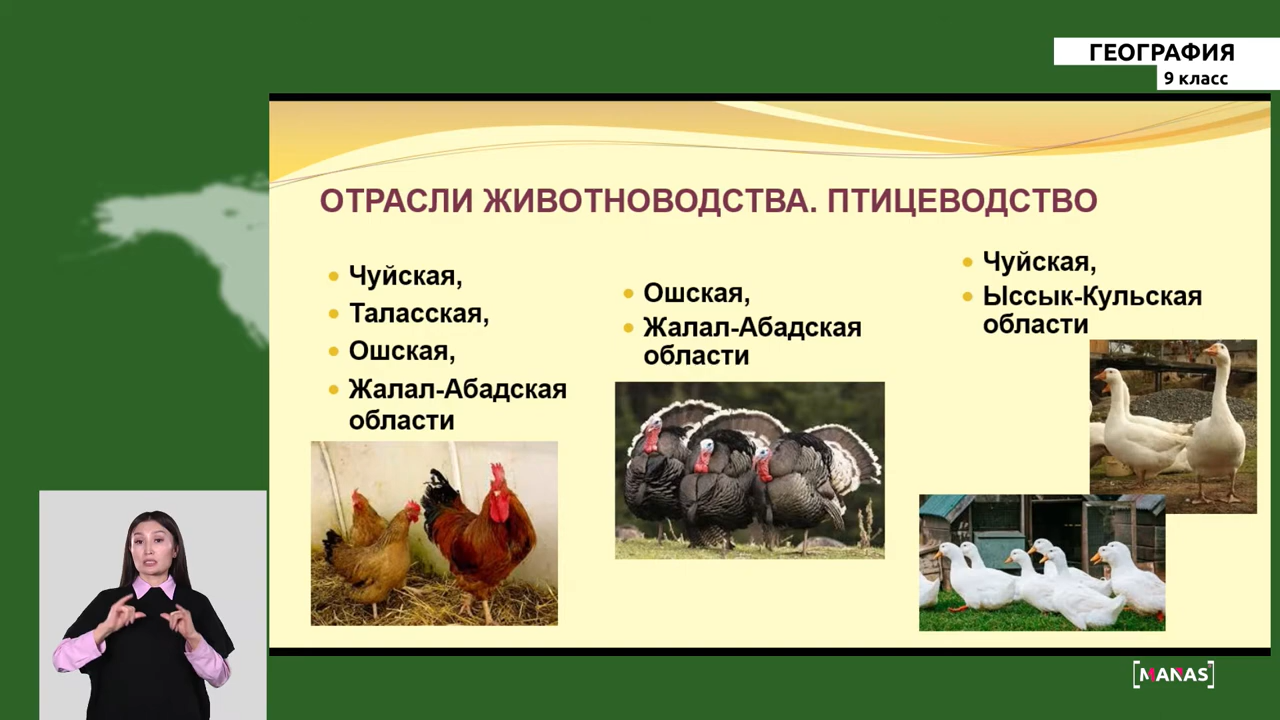 ГЕОГРАФИЯ
9 класс
ОТРАСЛИ ЖИВОТНОВОДСТВА. ПТИЦЕВОДСТВО
• Чуйская,
• Таласская,
• Ошская,
• Жалал-Абадская
области
• Ошская,
• Жалал-Абадская
области
• Чуйская,
• Ыссык-Кульская
области
[MANAS]